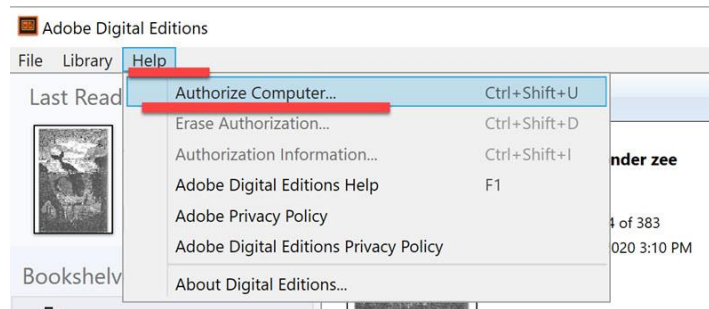 Adobe Digital Editions
File Library Help
Last Read
Authorize Computer... Ctrl+Shift+U
Erase Authorization... Ctrl+Shift+D
Authorization Information... Ctrl+Shift+I
nder zee
Adobe Digital Editions Help F1
Adobe Privacy Policy
of 383
Adobe Digital Editions Privacy Policy
020 3:10 PM
Bookshelv
About Digital Editions...